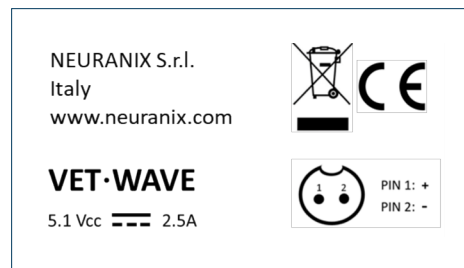 NEURANIX S.r.l.
Italy
www.neuranix.com
CE
VET·WAVE
5.1 Vcc 2.5A
1 2
PIN 1: +
PIN 2: -